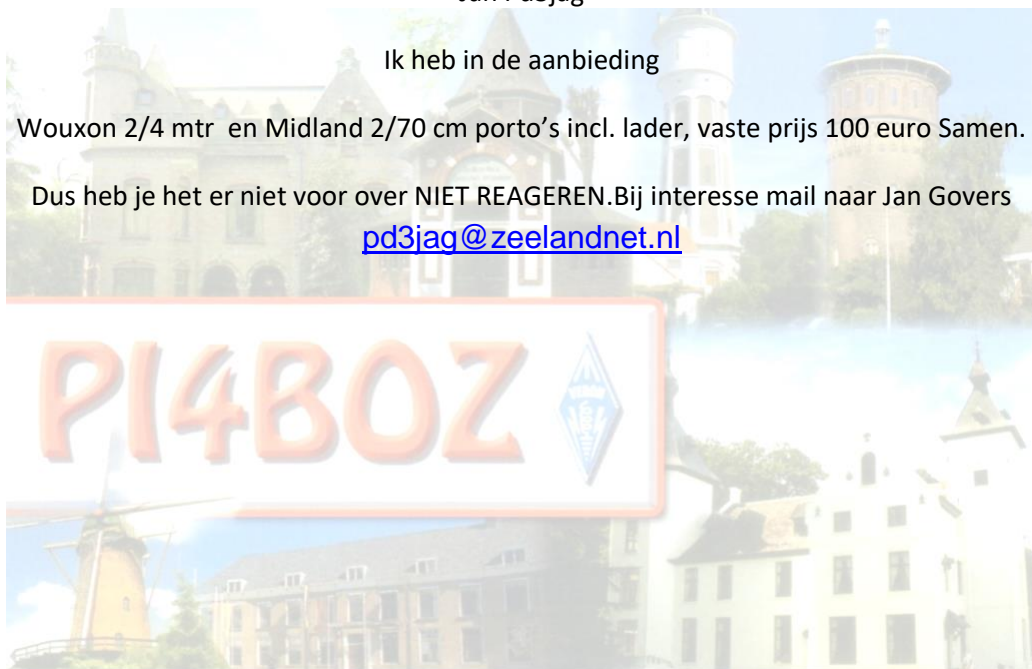 Ik heb in de aanbieding
Wouxon 2/4 mtr en Midland 2/70 cm porto’s incl. lader, vaste prijs 100 euro Samen.
Dus heb je het er niet voor over NIET REAGEREN.Bij interesse mail naar Jan Govers
pd3jag@zeelandnet.nl
PI4BOZ